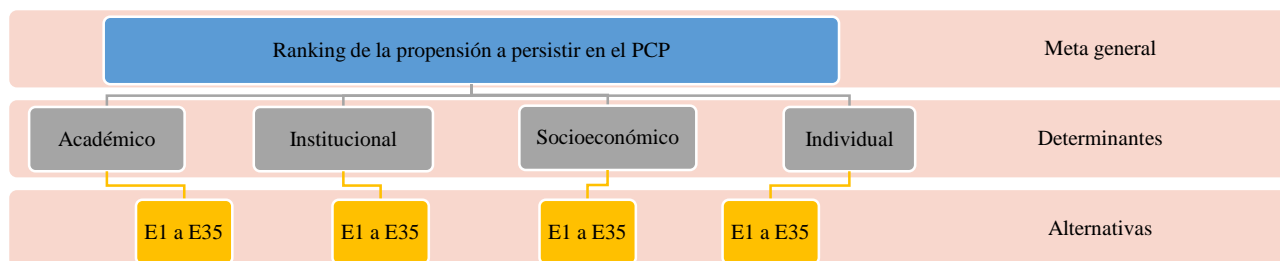 Ranking de la propensión a persistir en el PCP
Meta general
Académico
Institucional
Socioeconómico
Individual
Determinantes
E1 a E35
E1 a E35
E1 a E35
E1 a E35
Alternativas